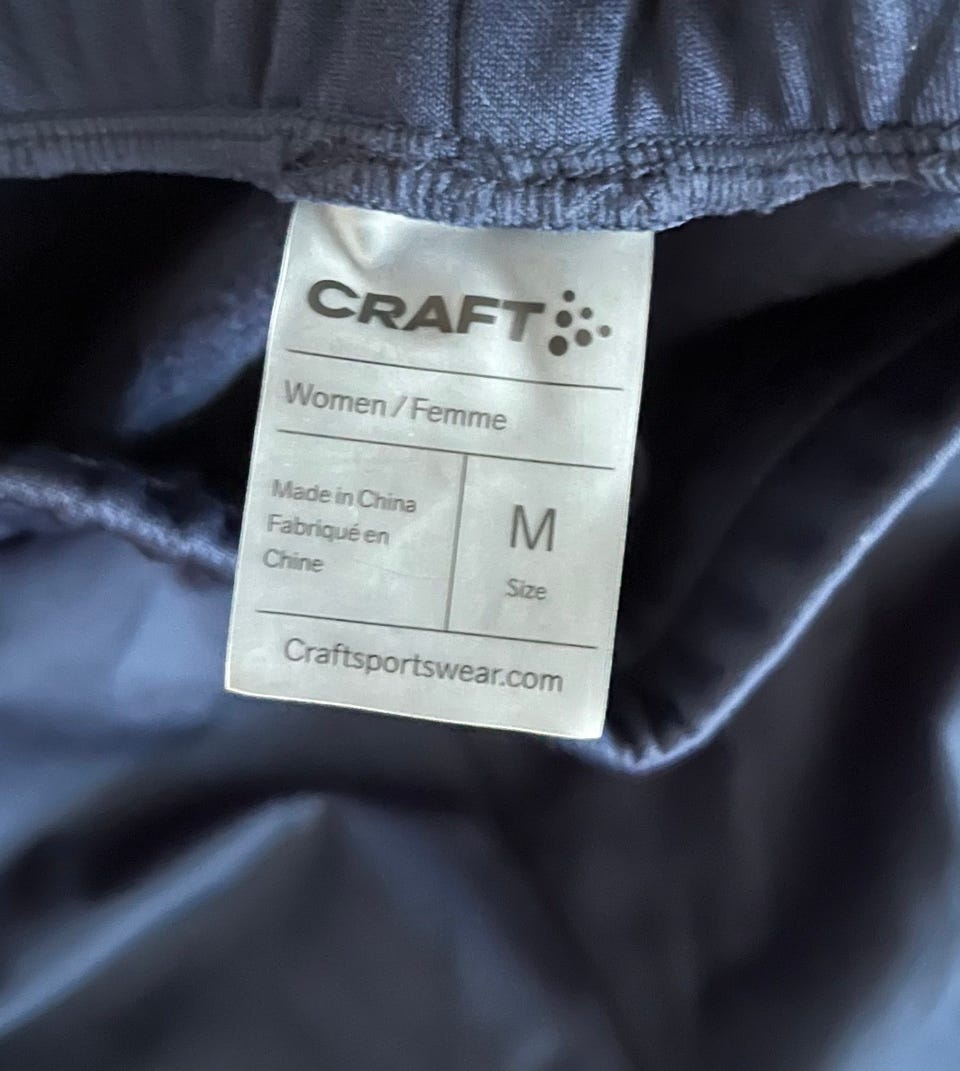 CRAFT
Women / Femme
Made in China
Fabriqué en
Chine
M
Size
Craftsportswear.com